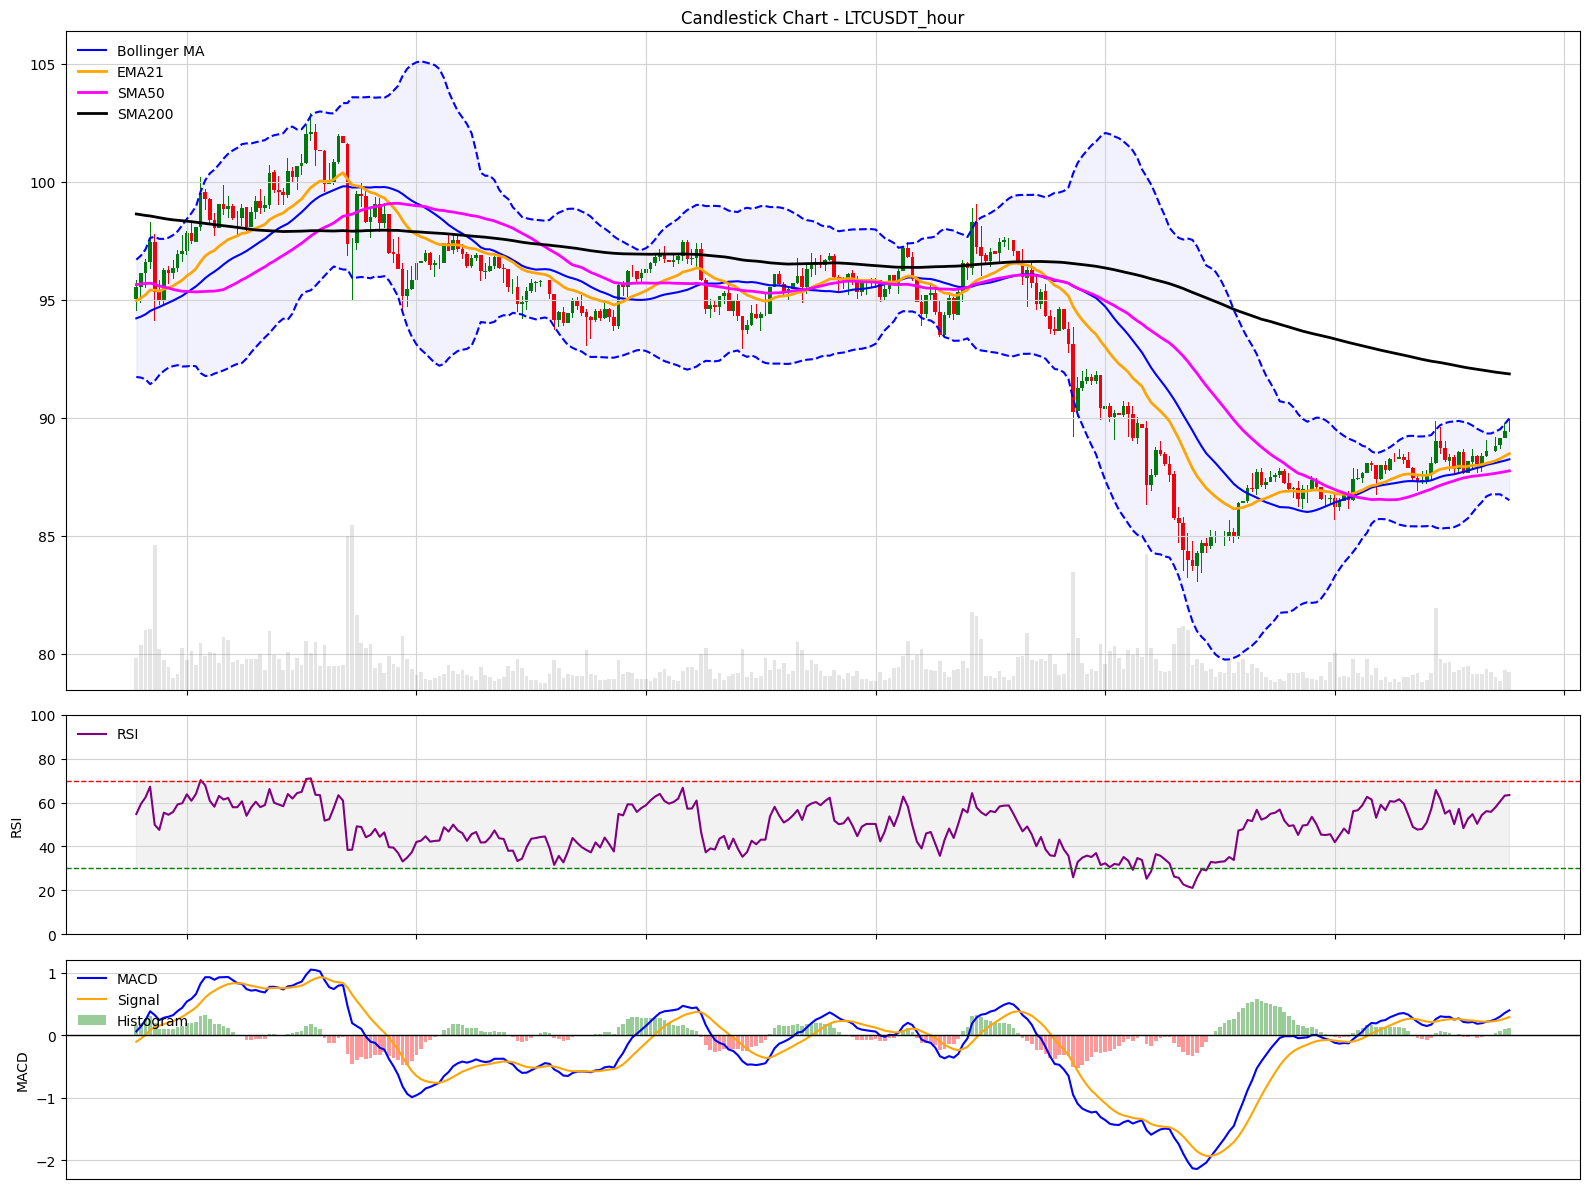 Candlestick Chart - LTCUSDT_hour
Bollinger MA
EMA21
SMA50
SMA200
105
100
95
90
85
80
RSI
100
80
60
40
20
0
RSI
MACD
Signal
Histogram
1
0
−1
−2
MACD